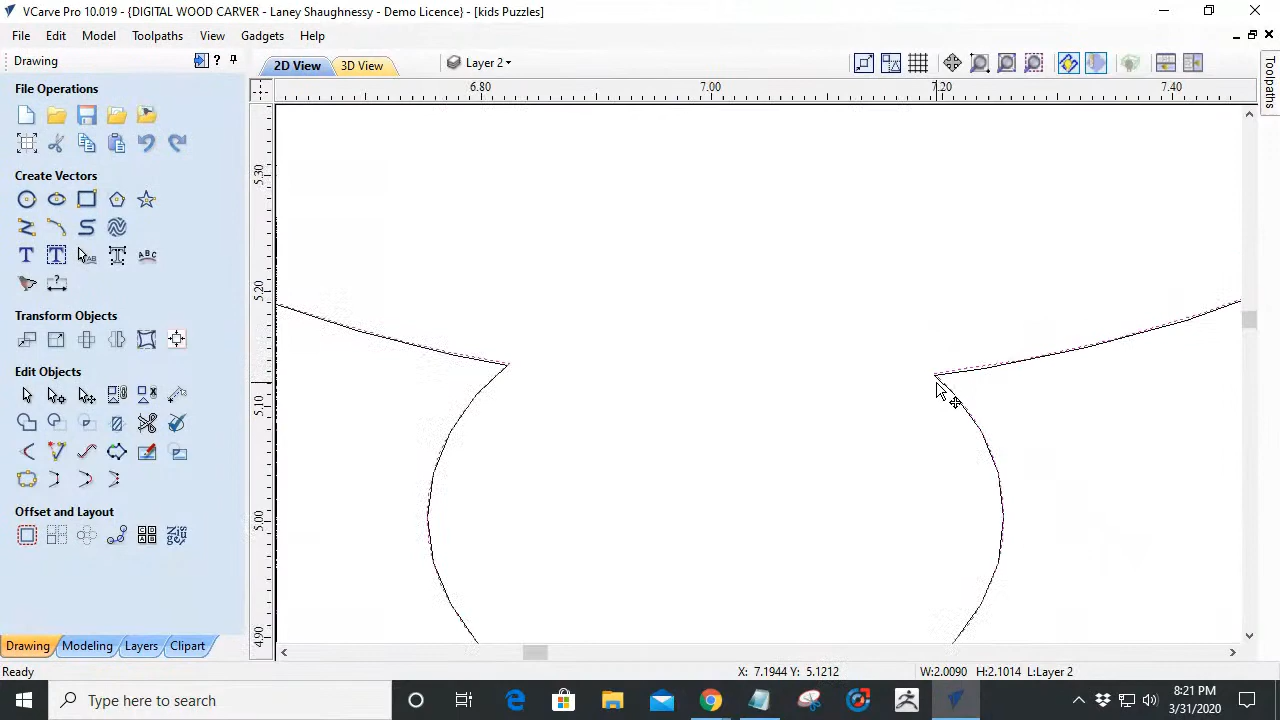 VCarve Pro 10.019 - {DIGITAL WOOD CARVER - Laney Shaughnessy - Demo Licence} - [kids Puzzles]
File Edit Model Toolpaths View Gadgets Help
Drawing
2D View 3D View Layer 2
Toolpaths
File Operations
6.80 7.00 7.20 7.40
Create Vectors
Transform Objects
Edit Objects
Offset and Layout
5.30
5.20
5.10
5.00
4.90
Drawing Modeling Layers Clipart
Ready X: 7.1944 Y: 5.1212 W:2.0090 H:2.1014 L:Layer 2
Type here to search
8:21 PM
3/31/2020